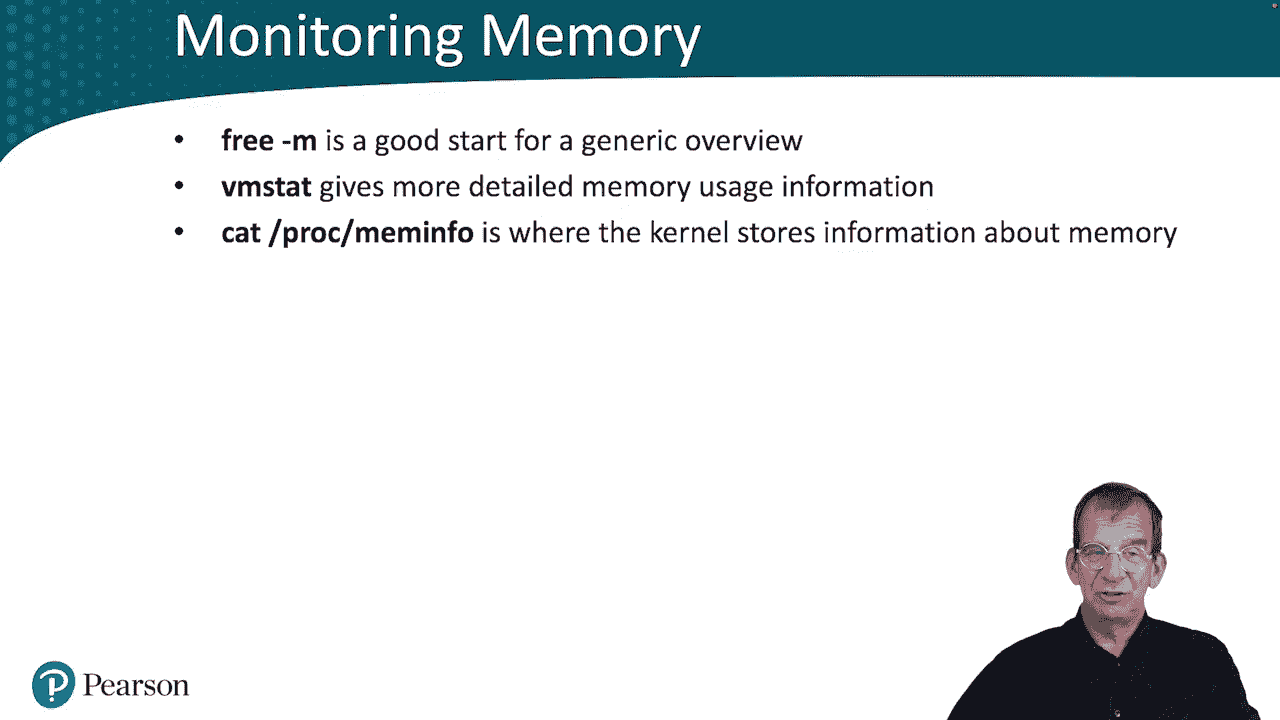 Monitoring Memory
• free -m is a good start for a generic overview
• vmstat gives more detailed memory usage information
• cat /proc/meminfo is where the kernel stores information about memory
Pearson